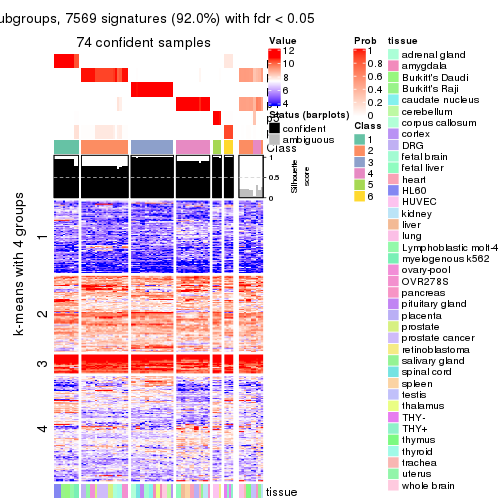 ubgroups, 7569 signatures (92.0%) with fdr < 0.05
74 confident samples
k-means with 4 groups
1
2
3
4
Class
1
0.5
0
Silhouette
score
tissue
Value
12
10
8
6
4
Status (barplots)
confident
ambiguous
Prob
1
0.8
0.6
0.4
0.2
0
Class
1
2
3
4
5
6
tissue
adrenal gland
amygdala
Burkitt's Daudi
Burkitt's Raji
caudate nucleus
cerebellum
corpus callosum
cortex
DRG
fetal brain
fetal liver
heart
HL60
HUVEC
kidney
liver
lung
Lymphoblastic molt-4
myelogenous k562
ovary-pool
OVR278S
pancreas
pituitary gland
placenta
prostate
prostate cancer
retinoblastoma
salivary gland
spinal cord
spleen
testis
thalamus
THY-
THY+
thymus
thyroid
trachea
uterus
whole brain